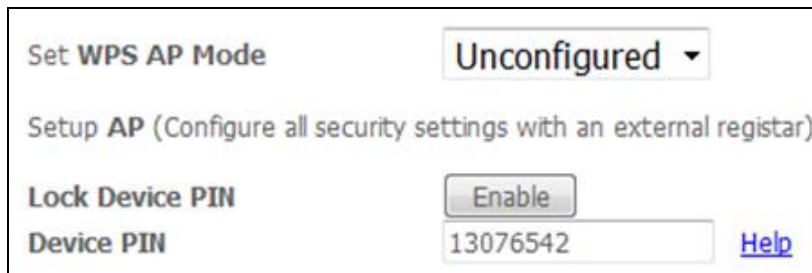 Set WPS AP Mode Unconfigured
Setup AP (Configure all security settings with an external registar)
Lock Device PIN Enable
Device PIN 13076542 Help